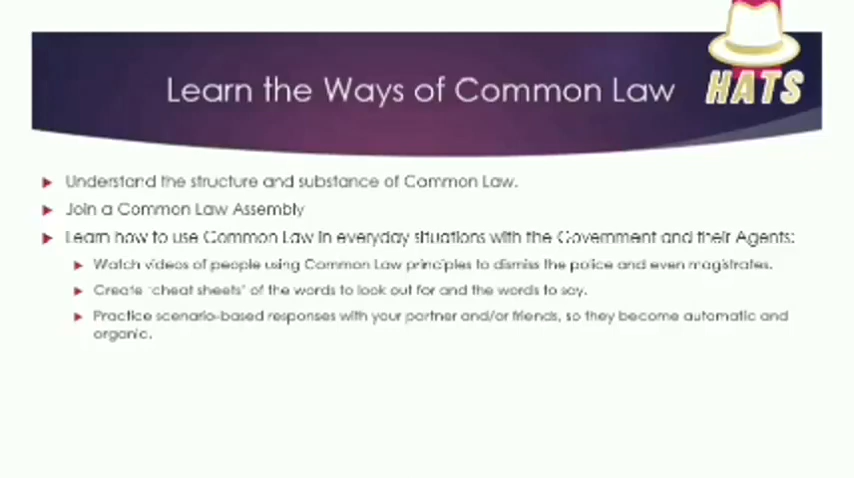 Learn the Ways of Common Law
HATS
Understand the structure and substance of Common Law.
Join a Common Law Assembly
Learn how to use Common Law in everyday situations with the Government and their Agents:
Watch videos of people using Common Law principles to dismiss the police and even magistrates.
Create 'cheat sheets' of the words to look out for and the words to say.
Practice scenario-based responses with your partner and/or friends, so they become automatic and
organic.